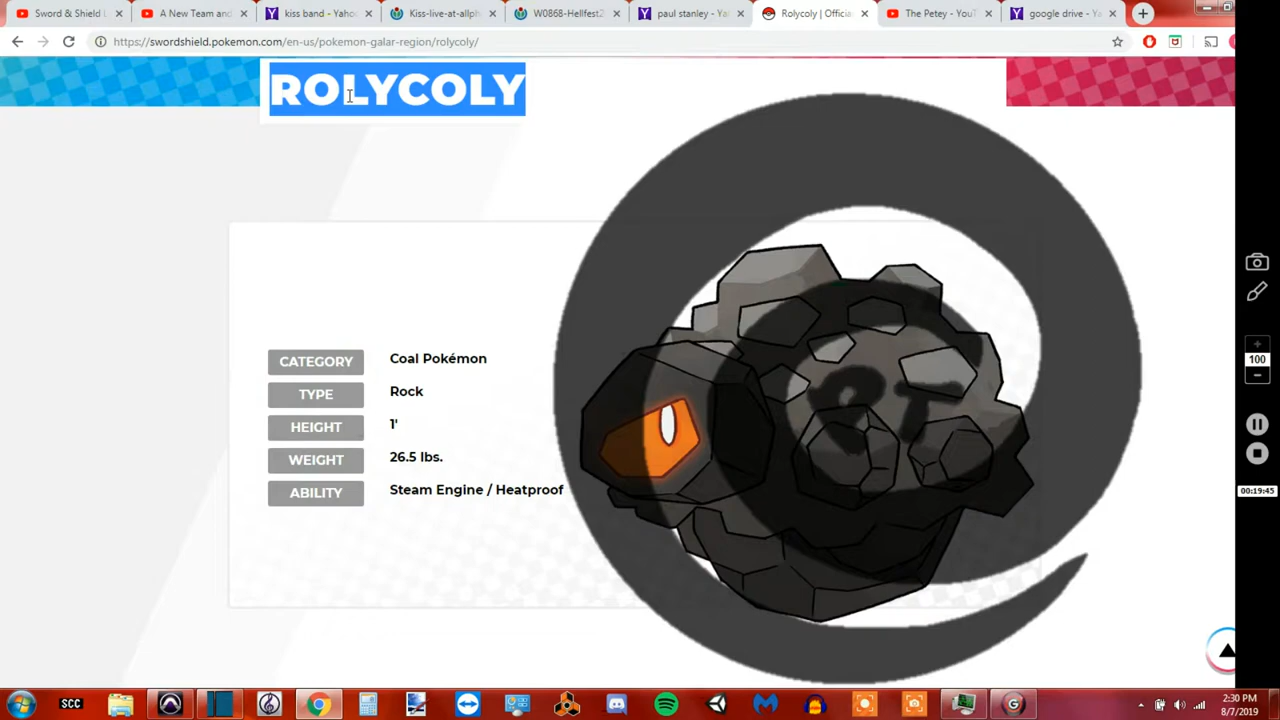 Sword & Shield L
A New Team and
kiss band - Yahoo
Kiss-live-at-allph
W0868-Hellfest2
paul stanley - Ya
Rolycoly | Officia
The Petey - YouT
google drive - Ya
https://swordshield.pokemon.com/en-us/pokemon-galar-region/rolycoly/
ROLYCOLY
CATEGORY Coal Pokémon
TYPE Rock
HEIGHT 1'
WEIGHT 26.5 lbs.
ABILITY Steam Engine / Heatproof
PT
100
00:19:45
SCC
2:30 PM
8/7/2019